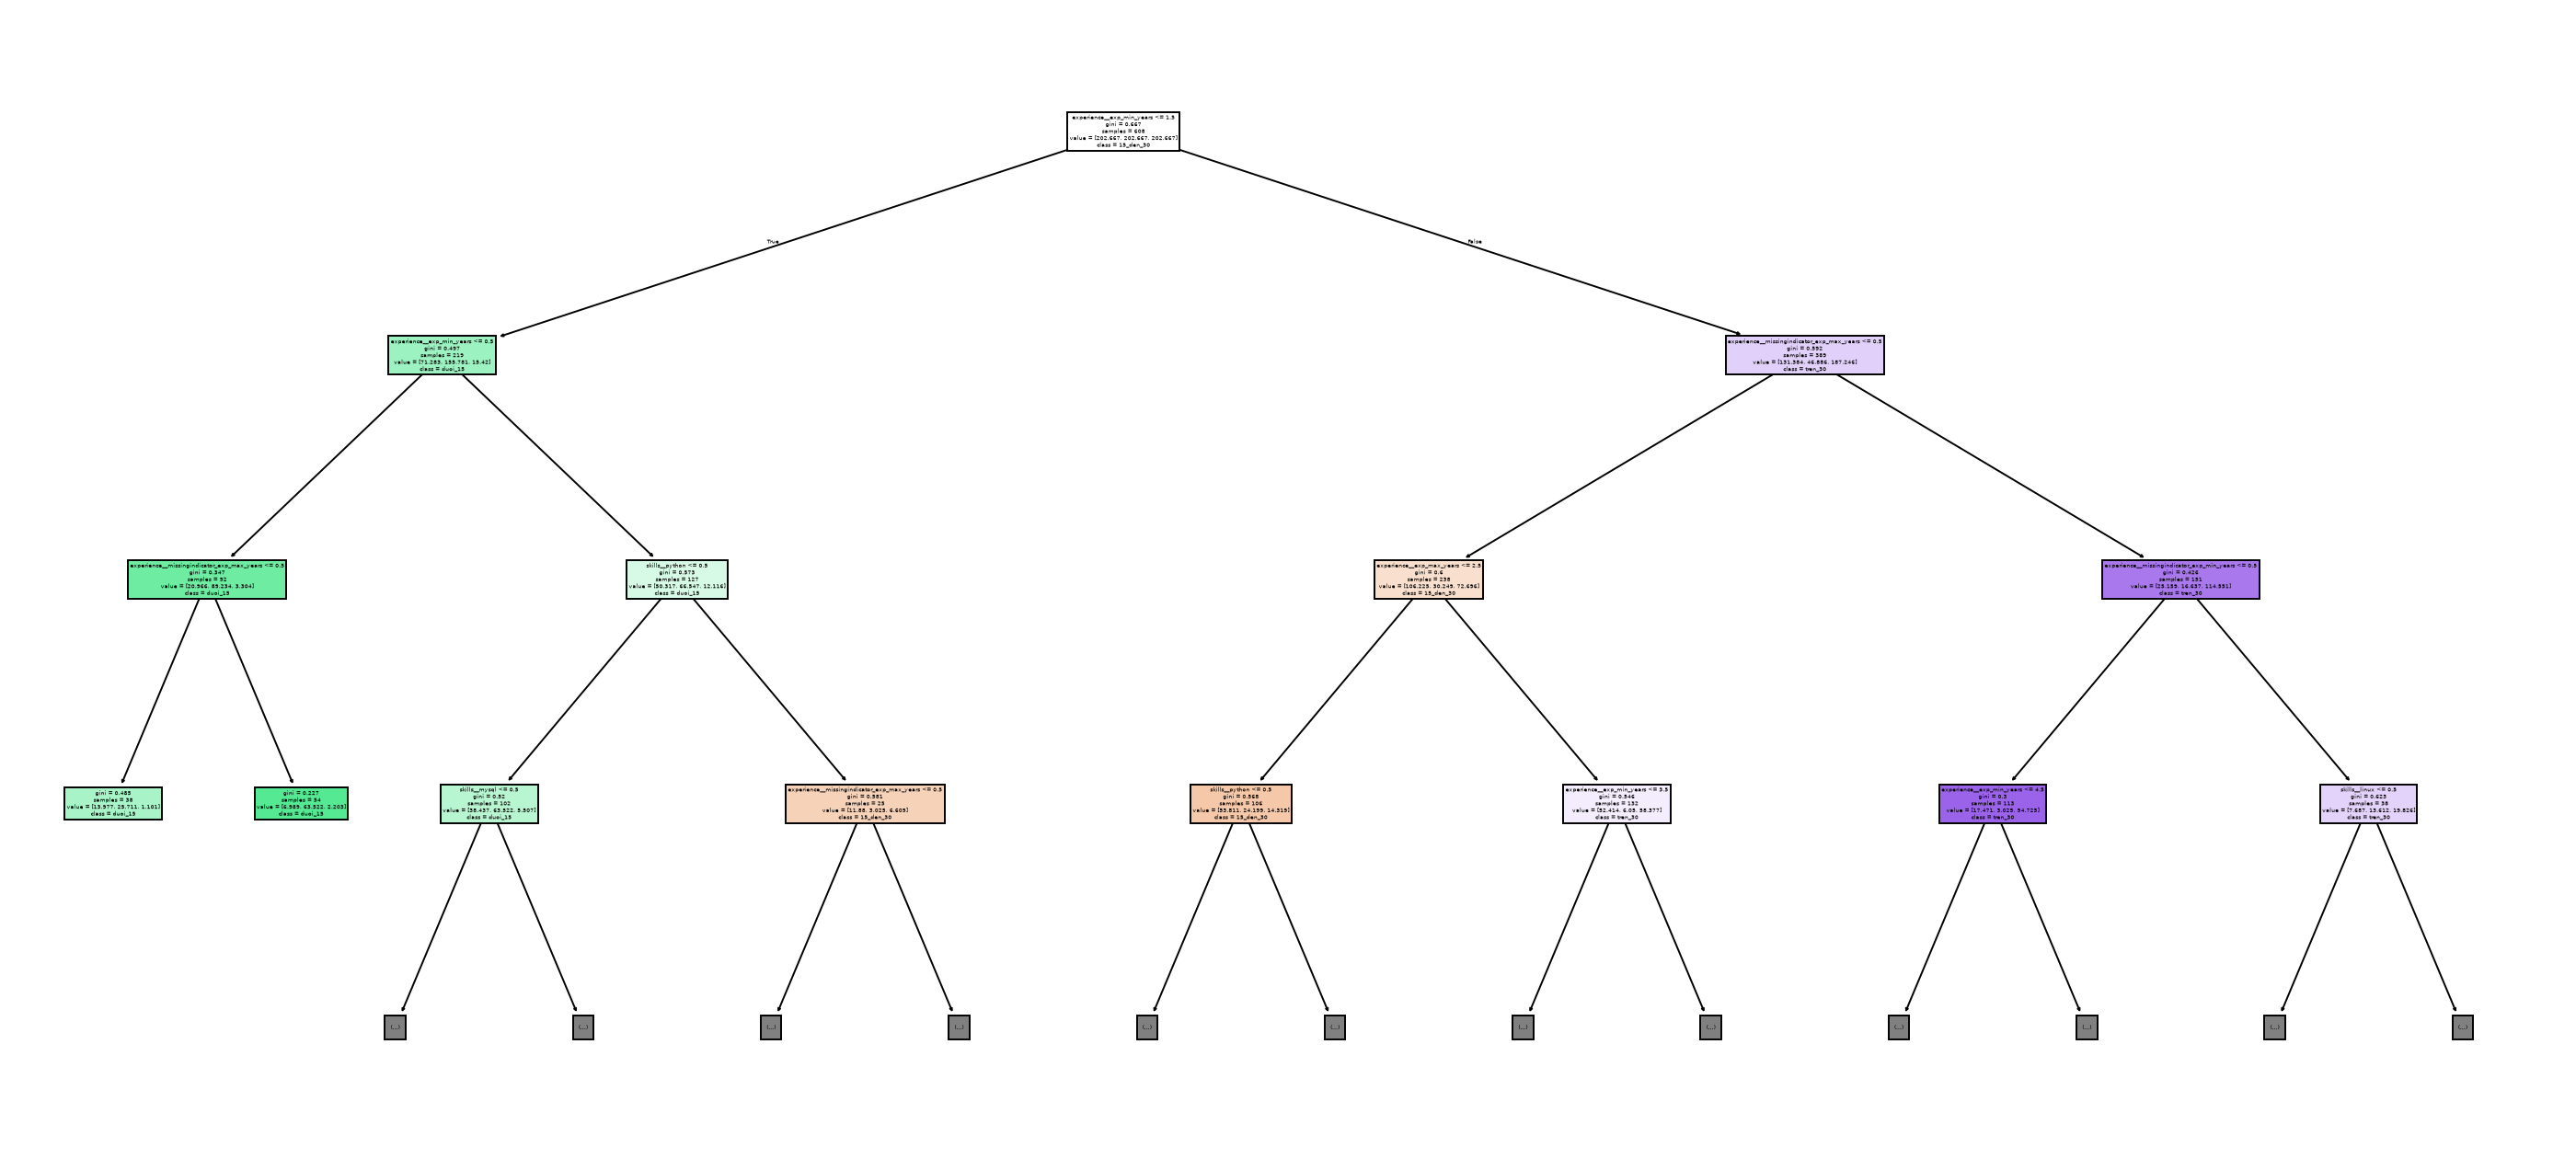 experience__exp_min_years <= 1.5
gini = 0.667
samples = 608
value = [202.667, 202.667, 202.667]
class = 15_den_30
True
False
experience__exp_min_years <= 0.5
gini = 0.497
samples = 219
value = [71.283, 155.781, 15.42]
class = duoi_15
experience__missingindicator_exp_max_years <= 0.5
gini = 0.592
samples = 389
value = [131.384, 46.886, 187.246]
class = tren_30
experience__missingindicator_exp_max_years <= 0.5
gini = 0.347
samples = 92
value = [20.966, 89.234, 3.304]
class = duoi_15
skills__python <= 0.5
gini = 0.573
samples = 127
value = [50.317, 66.547, 12.116]
class = duoi_15
experience__exp_max_years <= 2.5
gini = 0.6
samples = 238
value = [106.225, 30.249, 72.696]
class = 15_den_30
experience__missingindicator_exp_min_years <= 0.5
gini = 0.426
samples = 151
value = [25.159, 16.637, 114.551]
class = tren_30
gini = 0.485
samples = 38
value = [13.977, 25.711, 1.101]
class = duoi_15
gini = 0.227
samples = 54
value = [6.989, 63.522, 2.203]
class = duoi_15
skills__mysql <= 0.5
gini = 0.52
samples = 102
value = [38.437, 63.522, 5.507]
class = duoi_15
experience__missingindicator_exp_max_years <= 0.5
gini = 0.581
samples = 25
value = [11.88, 3.025, 6.609]
class = 15_den_30
skills__python <= 0.5
gini = 0.568
samples = 106
value = [53.811, 24.199, 14.319]
class = 15_den_30
experience__exp_min_years <= 3.5
gini = 0.546
samples = 132
value = [52.414, 6.05, 58.377]
class = tren_30
experience__exp_min_years <= 4.5
gini = 0.3
samples = 113
value = [17.471, 3.025, 94.725]
class = tren_30
skills__linux <= 0.5
gini = 0.623
samples = 38
value = [7.687, 13.612, 19.826]
class = tren_30
(...)
(...)
(...)
(...)
(...)
(...)
(...)
(...)
(...)
(...)
(...)
(...)